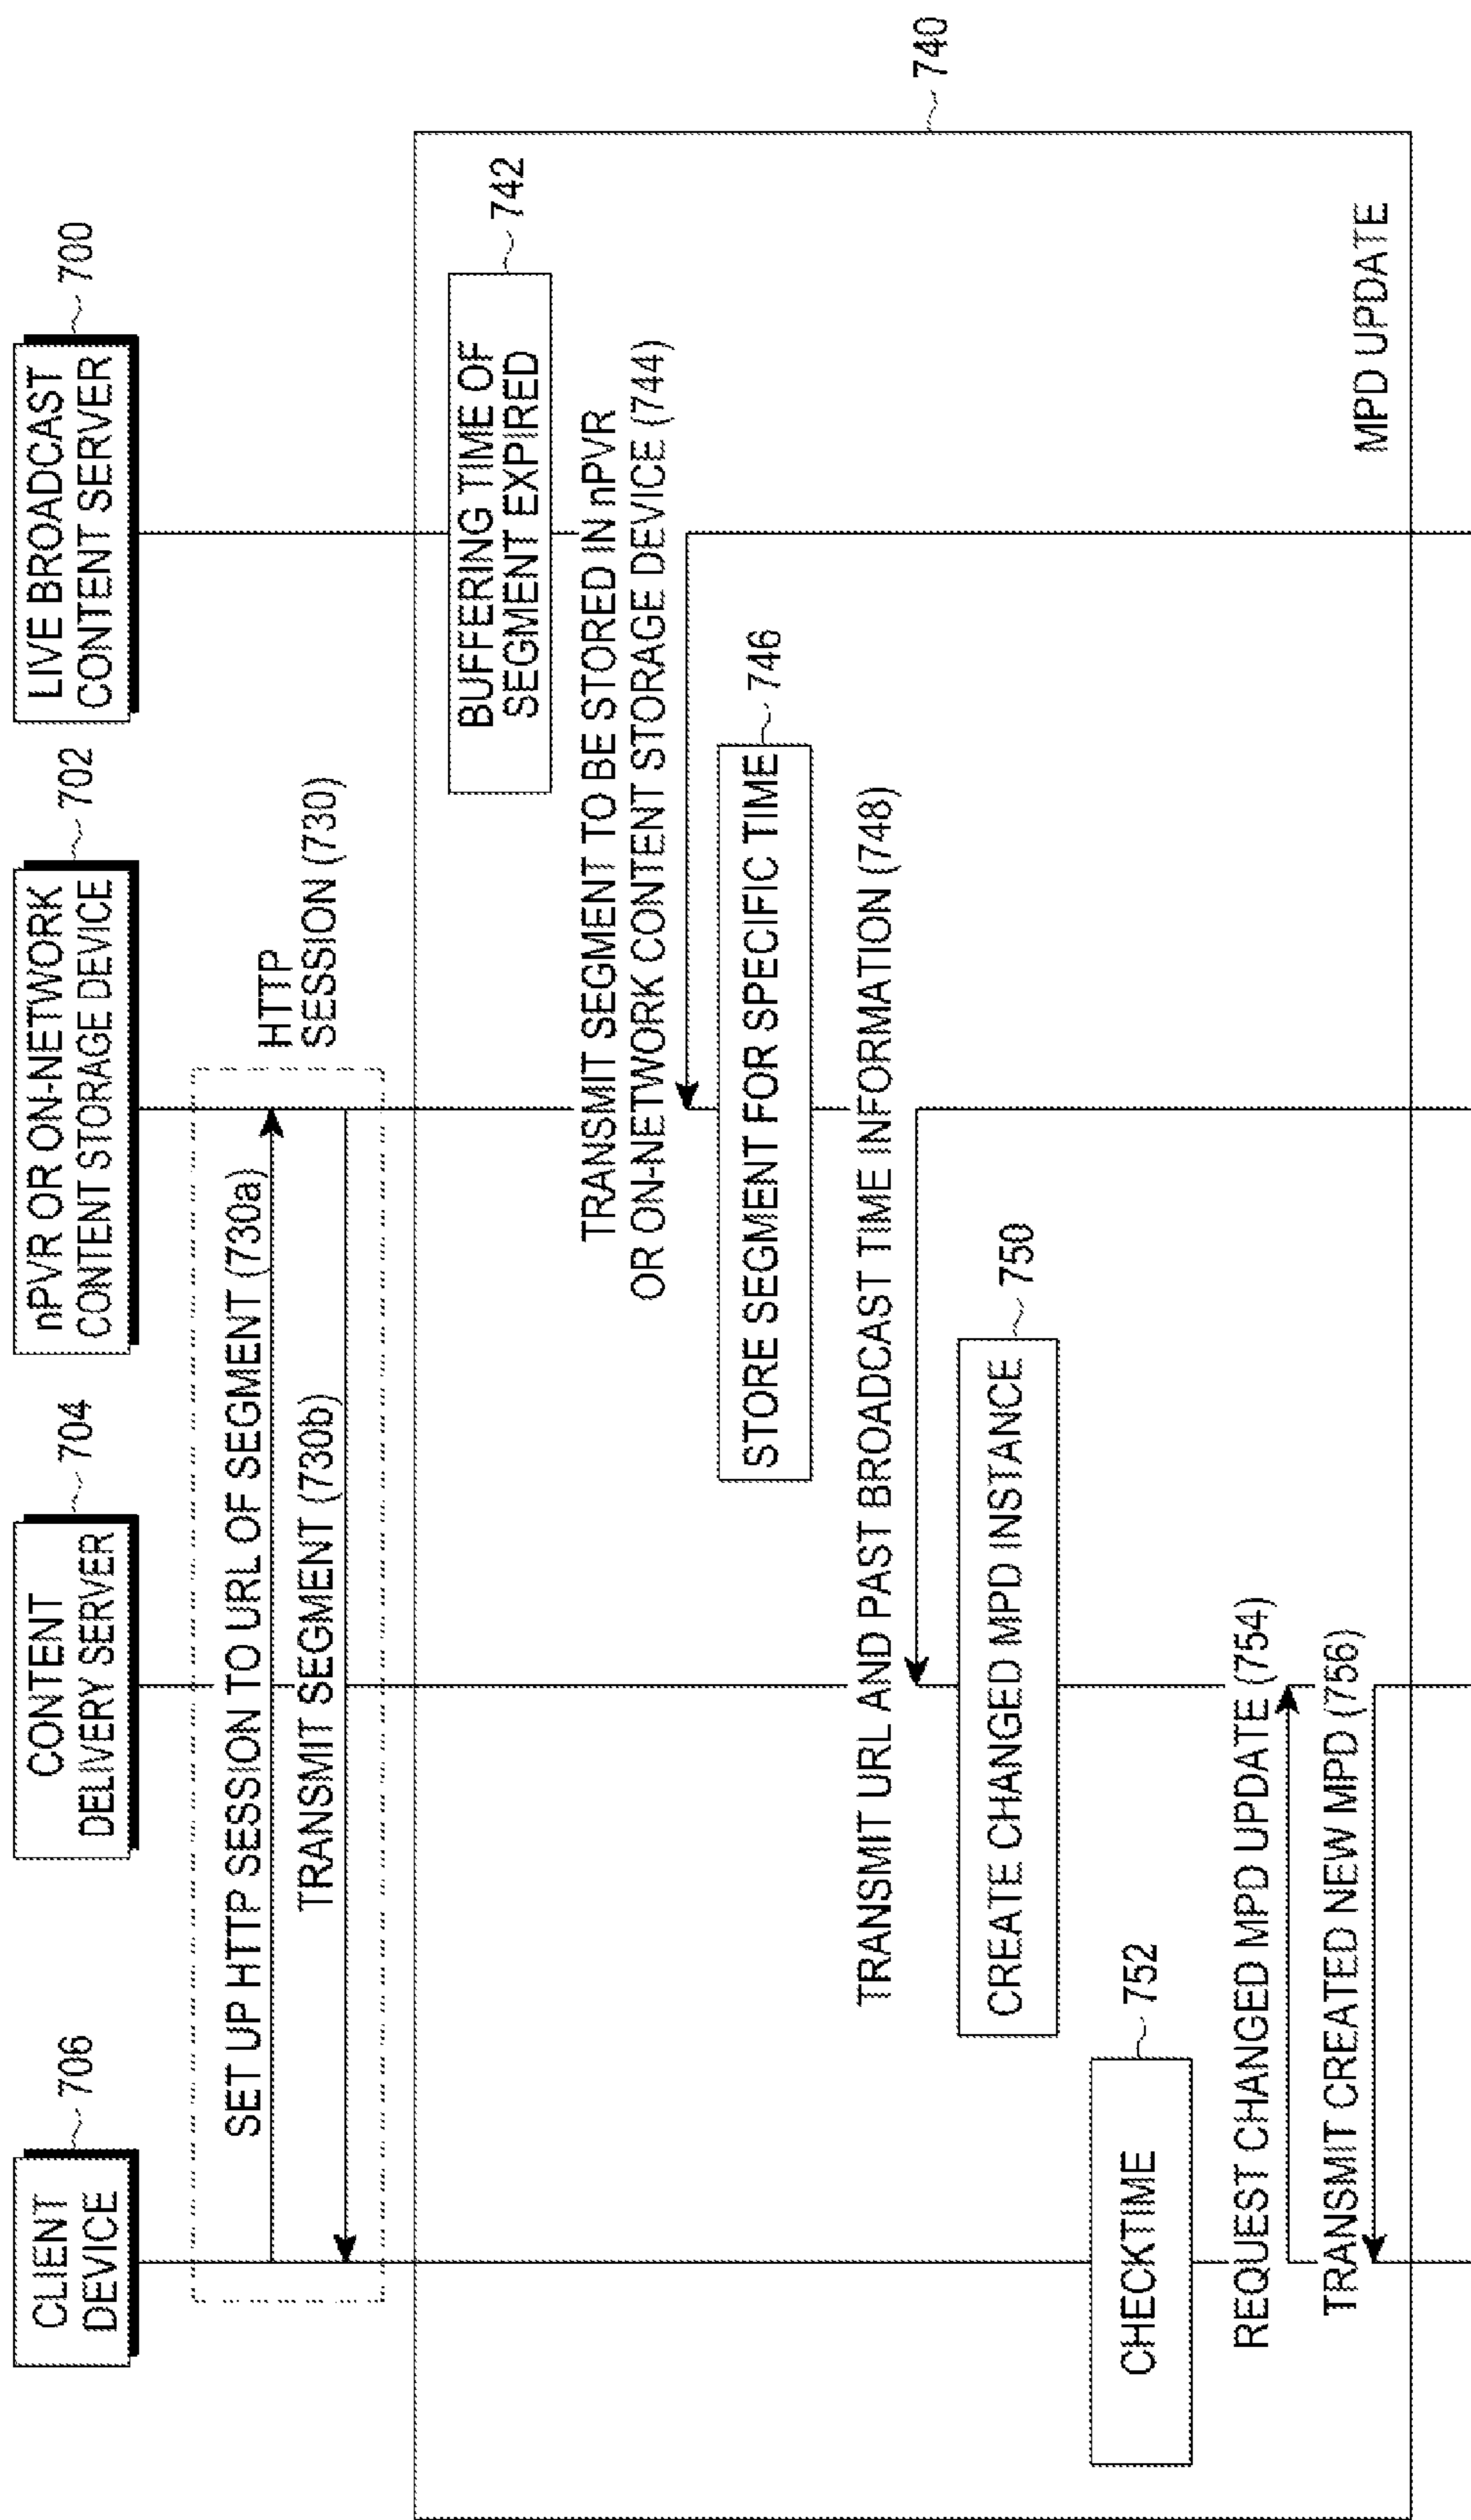 CLIENT
DEVICE
706
CONTENT
DELIVERY SERVER
704
nPVR OR ON-NETWORK
CONTENT STORAGE DEVICE
702
LIVE BROADCAST
CONTENT SERVER
700
SET UP HTTP SESSION TO URL OF SEGMENT (730a)
HTTP
SESSION (730)
TRANSMIT SEGMENT (730b)
740
BUFFERING TIME OF
SEGMENT EXPIRED
742
TRANSMIT SEGMENT TO BE STORED IN nPVR
OR ON-NETWORK CONTENT STORAGE DEVICE (744)
STORE SEGMENT FOR SPECIFIC TIME
746
TRANSMIT URL AND PAST BROADCAST TIME INFORMATION (748)
CREATE CHANGED MPD INSTANCE
750
CHECKTIME
752
REQUEST CHANGED MPD UPDATE (754)
TRANSMIT CREATED NEW MPD (756)
MPD UPDATE